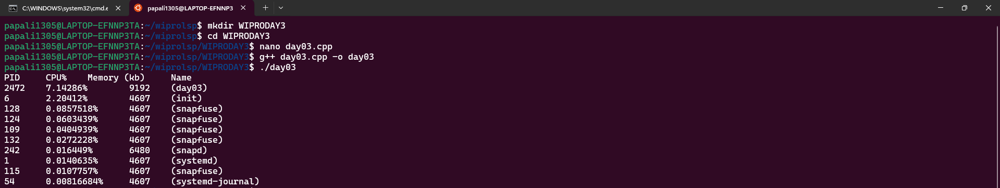 C:\WINDOWS\system32\cmd.e
papali1305@LAPTOP-EFNNP3
papali1305@LAPTOP-EFNNP3TA:~/wiprolsp$ mkdir WIPRODAY3
papali1305@LAPTOP-EFNNP3TA:~/wiprolsp$ cd WIPRODAY3
papali1305@LAPTOP-EFNNP3TA:~/wiprolsp/WIPRODAY3$ nano day03.cpp
papali1305@LAPTOP-EFNNP3TA:~/wiprolsp/WIPRODAY3$ g++ day03.cpp -o day03
papali1305@LAPTOP-EFNNP3TA:~/wiprolsp/WIPRODAY3$ ./day03
PID     CPU%    Memory (kb)     Name
2472    7.14286%        9192    (day03)
6       2.20412%        4607    (init)
128     0.0857518%      4607    (snapfuse)
124     0.0603439%      4607    (snapfuse)
109     0.0404939%      4607    (snapfuse)
132     0.0272228%      4607    (snapfuse)
242     0.016449%       6480    (snapd)
1       0.0140635%      4607    (systemd)
115     0.0107757%      4607    (snapfuse)
54      0.00816684%     4607    (systemd-journal)